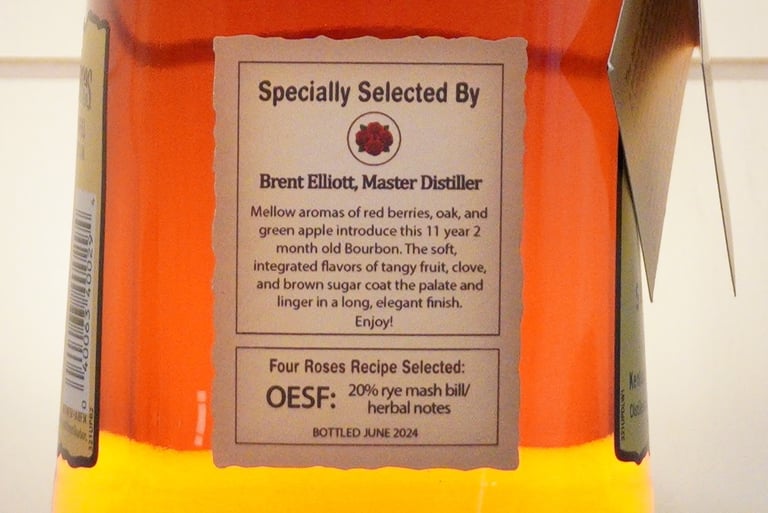 Specially Selected By
Brent Elliott, Master Distiller
Mellow aromas of red berries, oak, and
green apple introduce this 11 year 2
month old Bourbon. The soft,
integrated flavors of tangy fruit, clove,
and brown sugar coat the palate and
linger in a long, elegant finish.
Enjoy!
Four Roses Recipe Selected:
OESF: 20% rye mash bill/
herbal notes
BOTTLED JUNE 2024